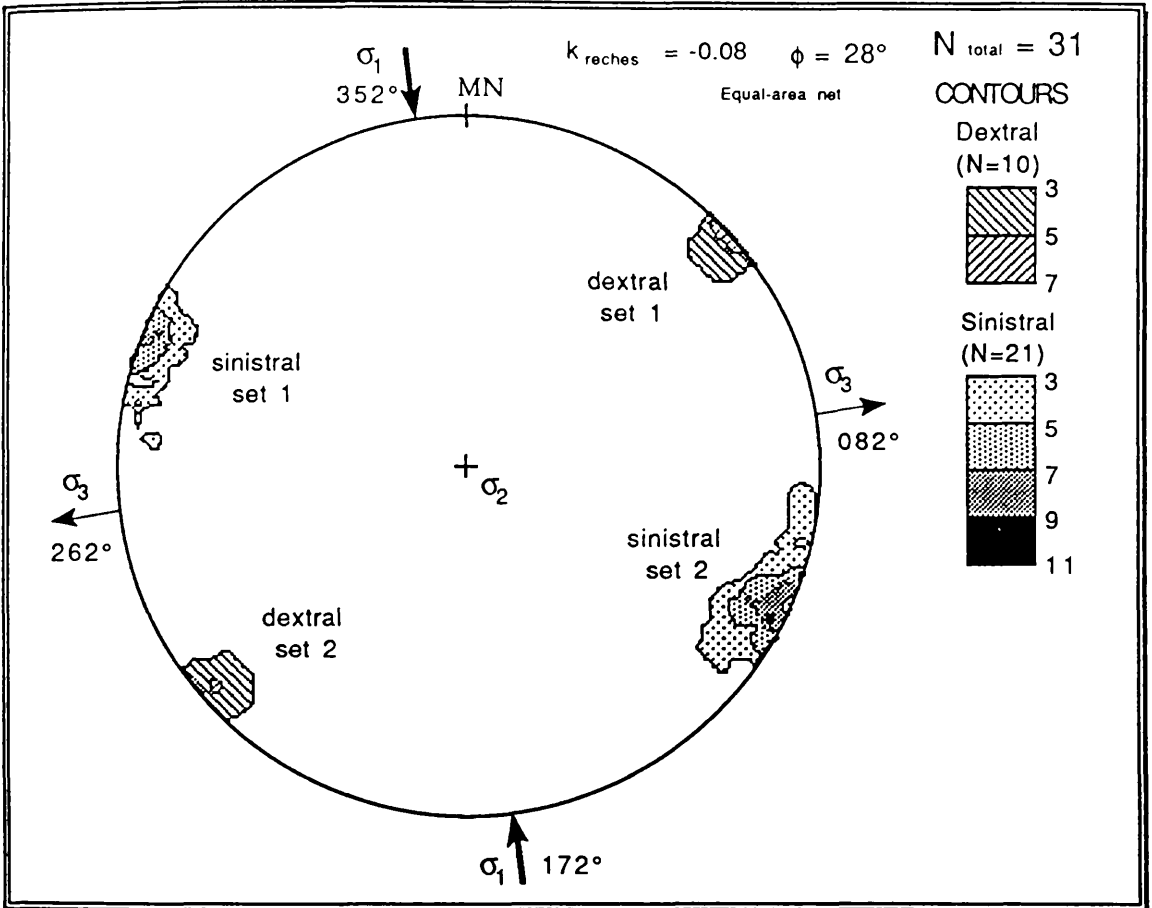 σ1
352°
MN
k reches = -0.08 ϕ = 28°
Equal-area net
N total = 31
CONTOURS
Dextral
(N=10)
3
5
7
Sinistral
(N=21)
3
5
7
9
11
dextral
set 1
sinistral
set 1
σ3
082°
σ3
262°
σ2
sinistral
set 2
dextral
set 2
σ1 172°